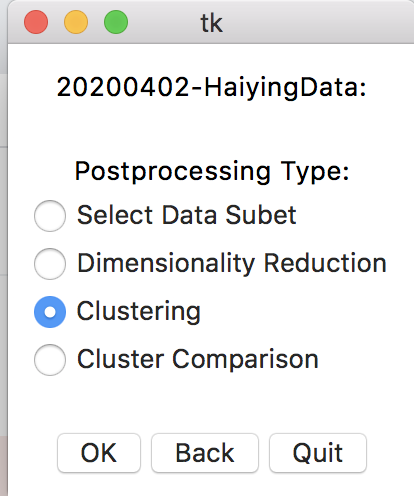 tk
20200402-HaiyingData:
Postprocessing Type:
Select Data Subet
Dimensionality Reduction
Clustering
Cluster Comparison
OK Back Quit